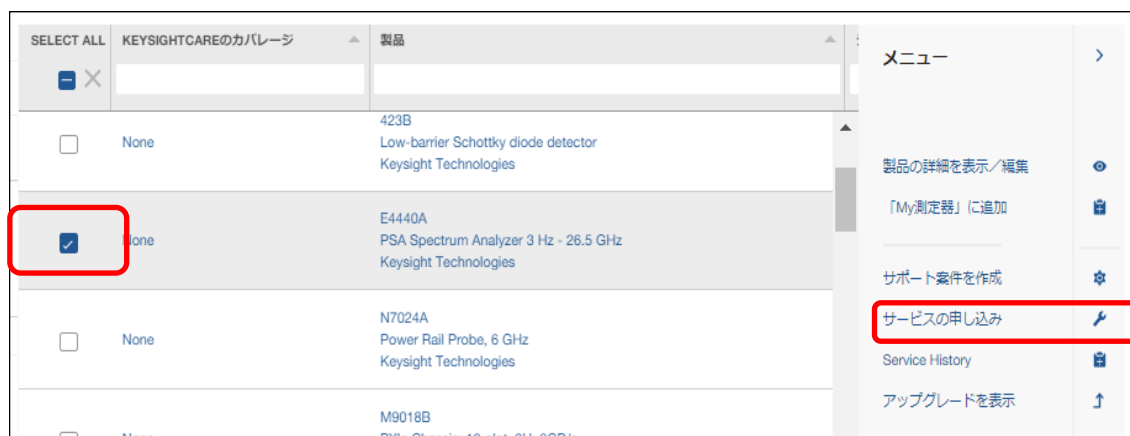 SELECT ALL
KEYSIGHTCAREのカバレージ
製品
None
423B
Low-barrier Schottky diode detector
Keysight Technologies
None
E4440A
PSA Spectrum Analyzer 3 Hz - 26.5 GHz
Keysight Technologies
None
N7024A
Power Rail Probe, 6 GHz
Keysight Technologies
M9018B
メニュー
製品の詳細を表示／編集
「My測定器」に追加
サポート案件を作成
サービスの申し込み
Service History
アップグレードを表示